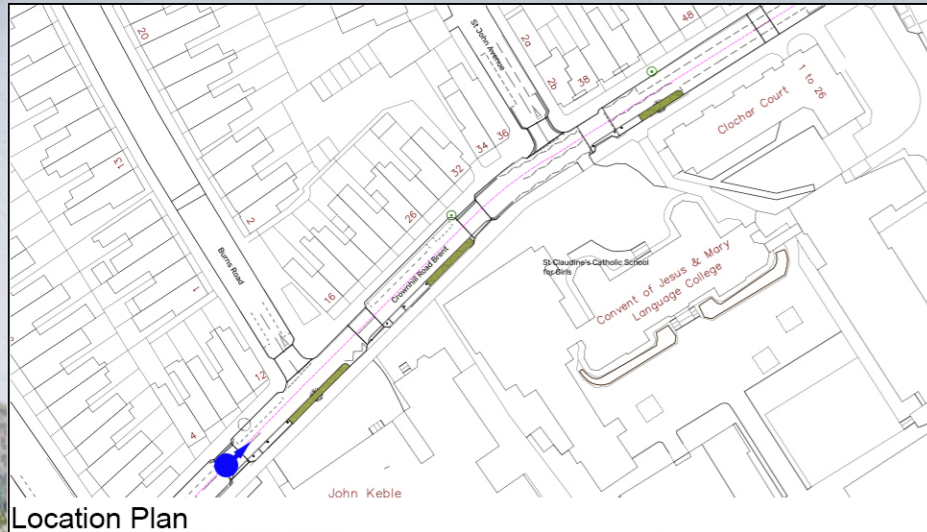 20
St John Avenue
2a
2b
38
48
1 to 26
Clochar Court
13
36
34
32
26
2
Burns Road
1
16
Crownhill Road Brent
St Claudine's Catholic School
for Girls
Convent of Jesus & Mary
Language College
12
4
John Keble
Location Plan